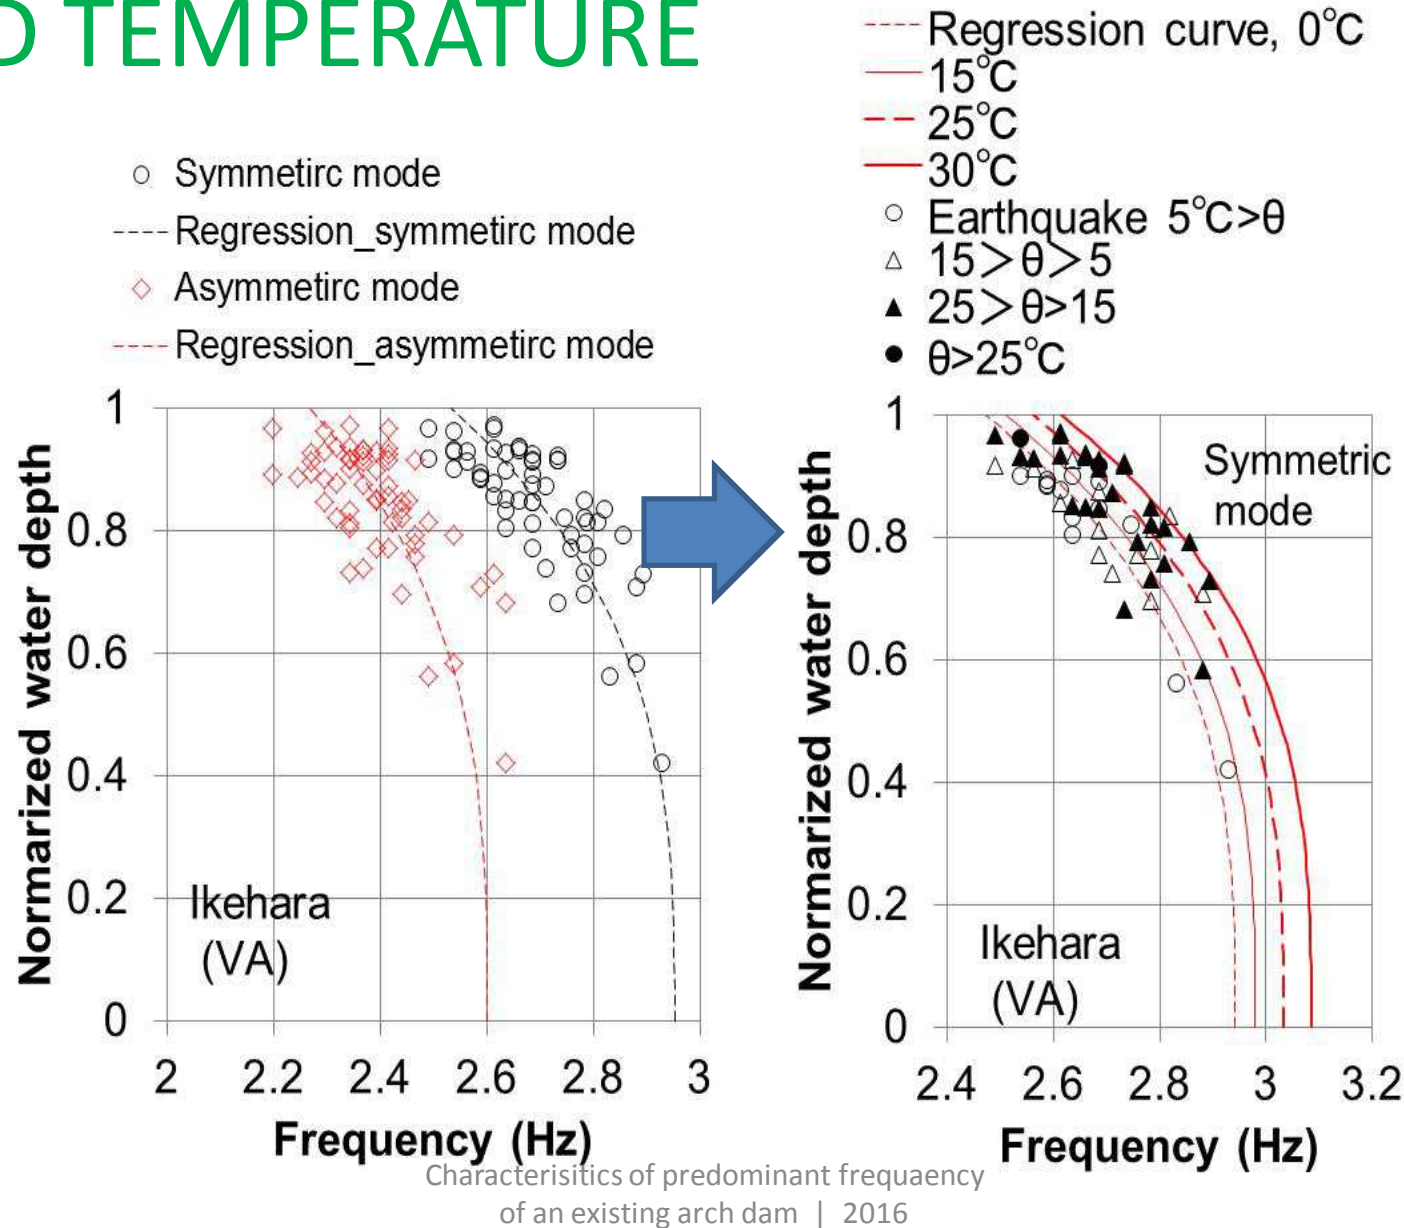 D TEMPERATURE
Symmetirc mode
Regression_symmetirc mode
Asymmetirc mode
Regression_asymmetirc mode
1
0.8
0.6
0.4
0.2
0
2 2.2 2.4 2.6 2.8 3
Normarized water depth
Frequency (Hz)
Ikehara
(VA)
Regression curve, 0℃
15℃
25℃
30℃
Earthquake 5℃>θ
15>θ>5
25>θ>15
θ>25℃
1
0.8
0.6
0.4
0.2
0
2.4 2.6 2.8 3 3.2
Normarized water depth
Frequency (Hz)
Symmetric
mode
Ikehara
(VA)
Characterisitics of predominant frequaency
of an existing arch dam | 2016